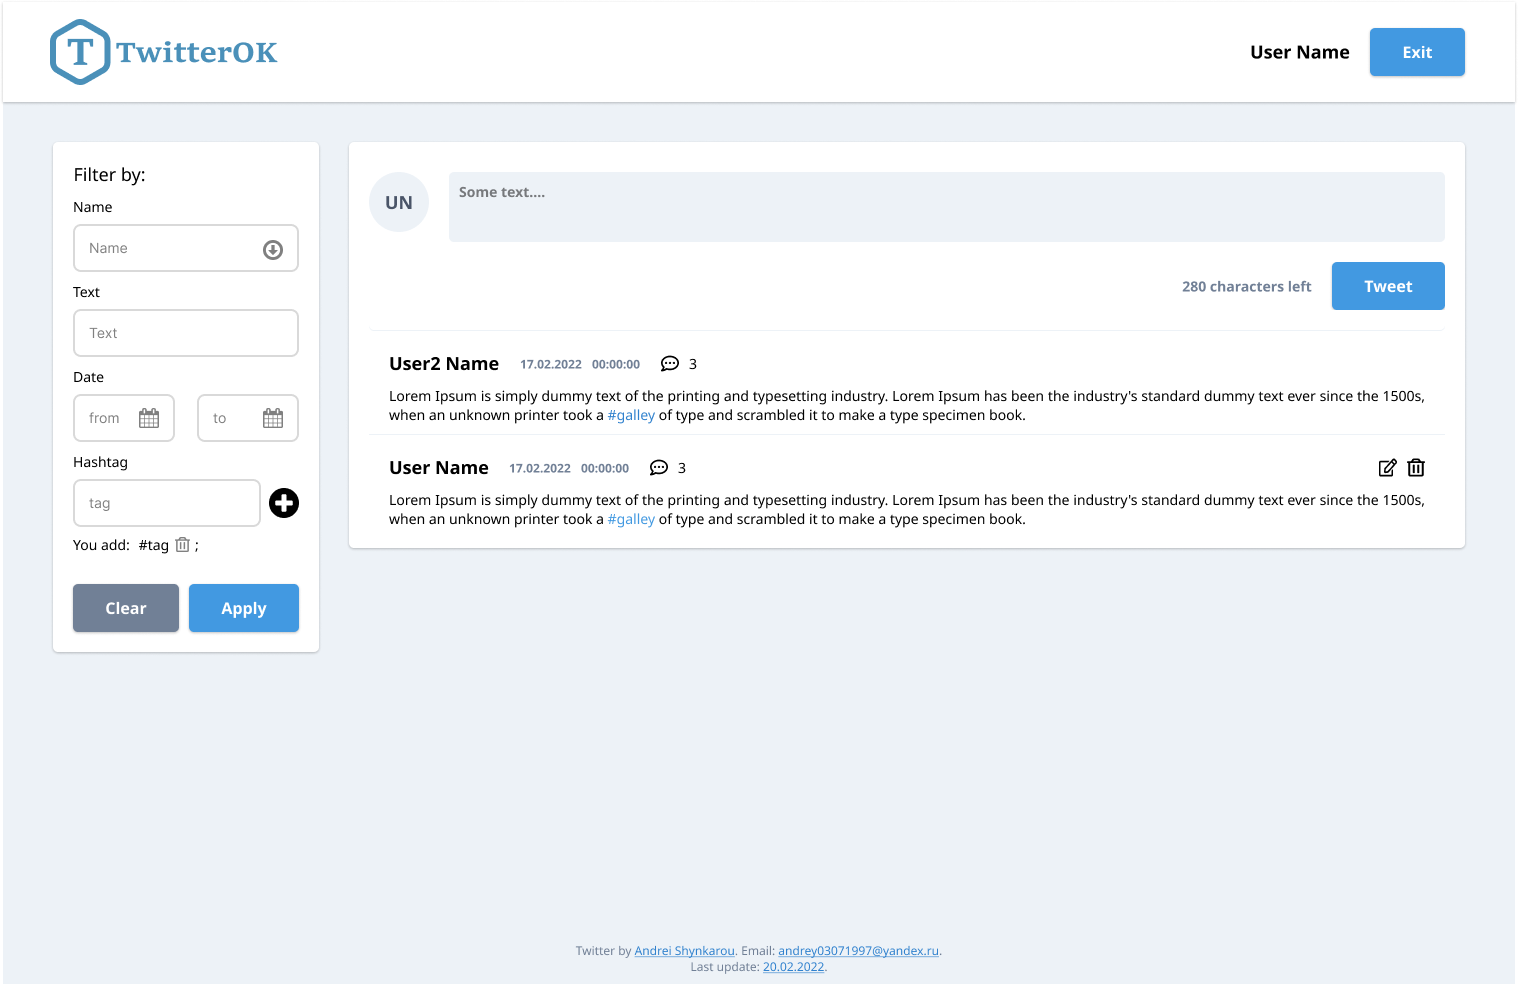 T TwitterOK
User Name
Exit
Filter by:
Name
Name
Text
Text
Date
from
to
Hashtag
tag
You add: #tag ;
Clear
Apply
UN
Some text....
280 characters left
Tweet
User2 Name 17.02.2022 00:00:00 3
Lorem Ipsum is simply dummy text of the printing and typesetting industry. Lorem Ipsum has been the industry's standard dummy text ever since the 1500s,
when an unknown printer took a #galley of type and scrambled it to make a type specimen book.
User Name 17.02.2022 00:00:00 3
Lorem Ipsum is simply dummy text of the printing and typesetting industry. Lorem Ipsum has been the industry's standard dummy text ever since the 1500s,
when an unknown printer took a #galley of type and scrambled it to make a type specimen book.
Twitter by Andrei Shynkarou. Email: andrey03071997@yandex.ru.
Last update: 20.02.2022.